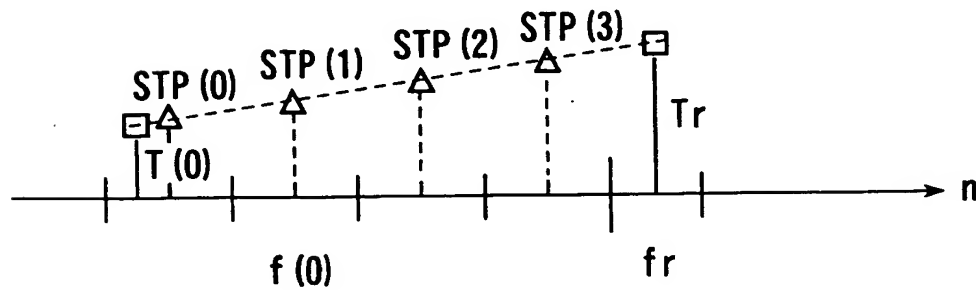 STP (0)
STP (1)
STP (2)
STP (3)
T (0)
Tr
n
f (0)
fr